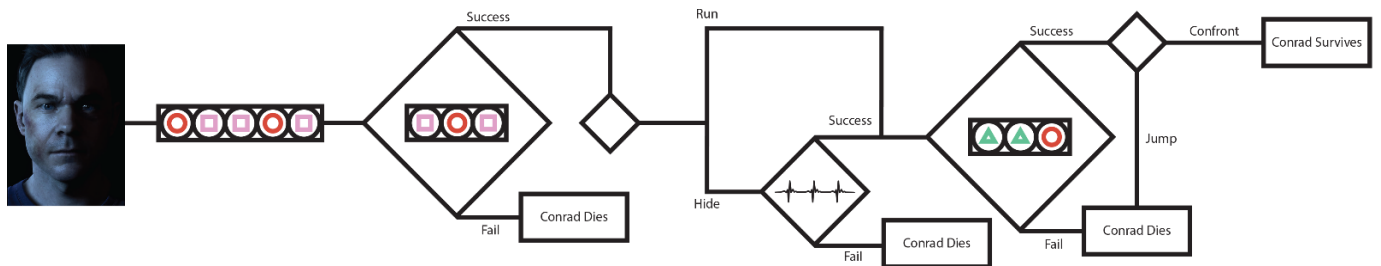 Success
Fail
Conrad Dies
Run
Hide
Success
Fail
Conrad Dies
Success
Fail
Conrad Dies
Jump
Confront
Conrad Survives